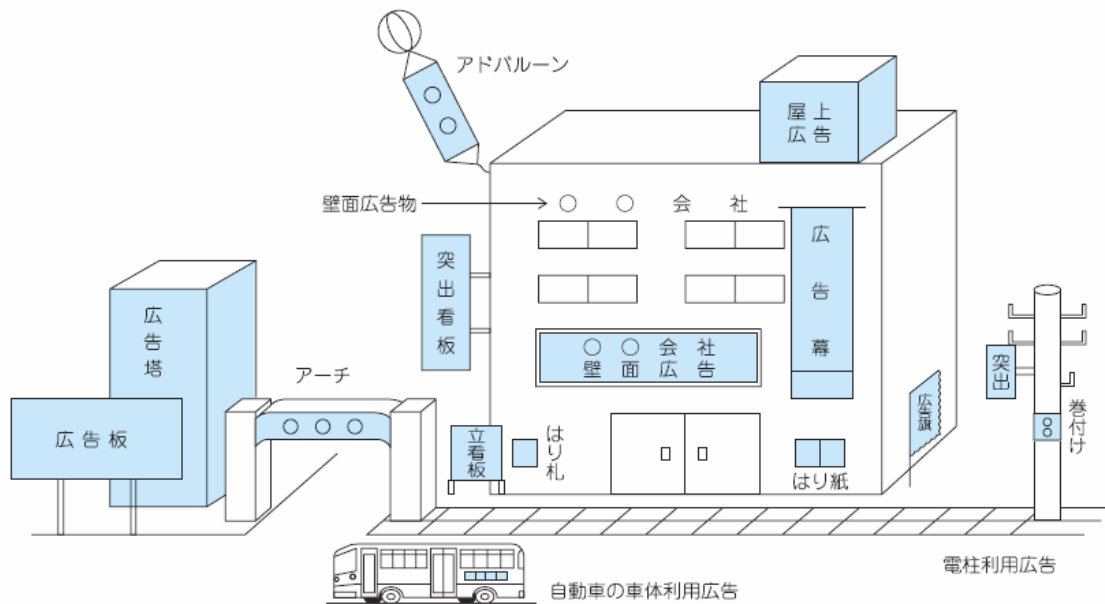 アドバルーン
屋上
広告
壁面広告物
○ ○ 会 社
広告幕
突出看板
広告塔
○ ○ 会 社
壁 面 広 告
突出
アーチ
広告旗
○ ○ ○
広 告 板
巻付け
立看板
はり札
はり紙
電柱利用広告
自動車の車体利用広告